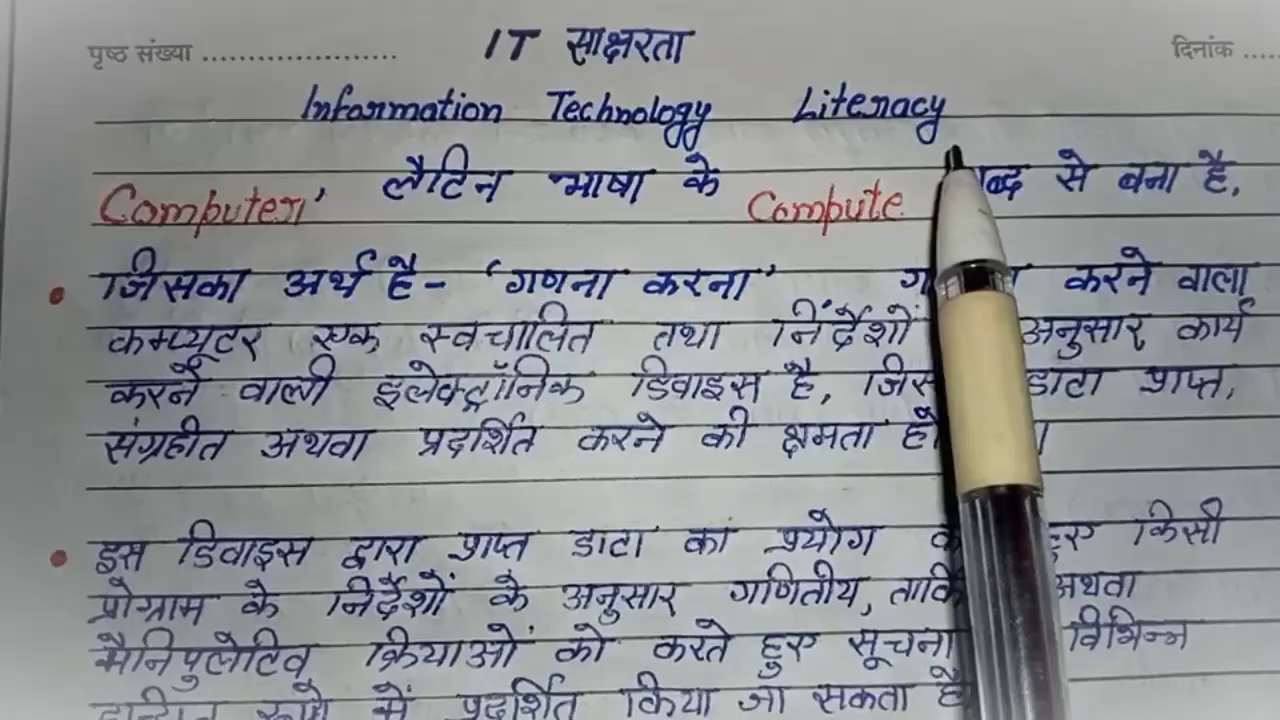 पृष्ठ संख्या ..................... IT साक्षरता दिनांक ....
Information Technology Literacy
Computer' लैटिन भाषा के Compute से बना है,
जिसका अर्थ है- 'गणना करना' करने वाला
कम्प्यूटर एक स्वचालित तथा निर्देशों अनुसार कार्य
करने वाली इलेक्ट्रॉनिक डिवाइस है, डाटा प्राप्त,
संग्रहीत अथवा प्रदर्शित करने की क्षमता
इस डिवाइस द्वारा प्राप्त डाटा का प्रयोग किसी
प्रोग्राम के निर्देशों के अनुसार गणितीय, अथवा
मैनिपुलेटिव क्रियाओं को करते हुए सूचना विभिन्न
में प्रदर्शित किया जा सकता है